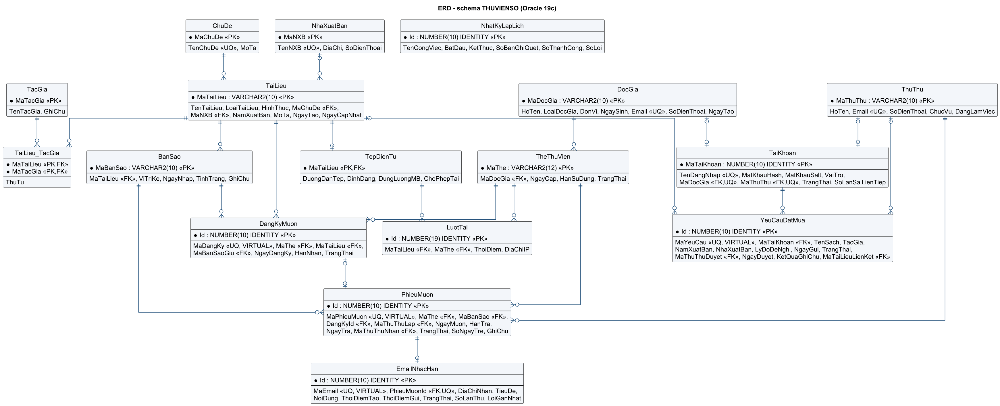 ERD - schema THUVIENSO (Oracle 19c)
ChuDe
MaChuDe «PK»
TenChuDe «UQ», MoTa
NhaXuatBan
MaNXB «PK»
TenNXB «UQ», DiaChi, SoDienThoai
NhatKyLapLich
Id : NUMBER(10) IDENTITY «PK»
TenCongViec, BatDau, KetThuc, SoBanGhiQuet, SoThanhCong, SoLoi
TacGia
MaTacGia «PK»
TenTacGia, GhiChu
TaiLieu
MaTaiLieu : VARCHAR2(10) «PK»
TenTaiLieu, LoaiTaiLieu, HinhThuc, MaChuDe «FK»,
MaNXB «FK», NamXuatBan, MoTa, NgayTao, NgayCapNhat
DocGia
MaDocGia : VARCHAR2(10) «PK»
HoTen, LoaiDocGia, DonVi, NgaySinh, Email «UQ», SoDienThoai, NgayTao
ThuThu
MaThuThu : VARCHAR2(10) «PK»
HoTen, Email «UQ», SoDienThoai, ChucVu, DangLamViec
TaiLieu_TacGia
MaTaiLieu «PK,FK»
MaTacGia «PK,FK»
ThuTu
BanSao
MaBanSao : VARCHAR2(10) «PK»
MaTaiLieu «FK», ViTriKe, NgayNhap, TinhTrang, GhiChu
TepDienTu
MaTaiLieu «PK,FK»
DuongDanTep, DinhDang, DungLuongMB, ChoPhepTai
TheThuVien
MaThe : VARCHAR2(12) «PK»
MaDocGia «FK», NgayCap, HanSuDung, TrangThai
TaiKhoan
MaTaiKhoan : NUMBER(10) IDENTITY «PK»
TenDangNhap «UQ», MatKhauHash, MatKhauSalt, VaiTro,
MaDocGia «FK,UQ», MaThuThu «FK,UQ», TrangThai, SoLanSaiLienTiep
DangKyMuon
Id : NUMBER(10) IDENTITY «PK»
MaDangKy «UQ, VIRTUAL», MaThe «FK», MaTaiLieu «FK»,
MaBanSaoGiu «FK», NgayDangKy, HanNhan, TrangThai
LuotTai
Id : NUMBER(19) IDENTITY «PK»
MaTaiLieu «FK», MaThe «FK», ThoiDiem, DiaChiIP
YeuCauDatMua
Id : NUMBER(10) IDENTITY «PK»
MaYeuCau «UQ, VIRTUAL», MaTaiKhoan «FK», TenSach, TacGia,
NamXuatBan, NhaXuatBan, LyDoDeNghi, NgayGui, TrangThai,
MaThuThuDuyet «FK», NgayDuyet, KetQuaGhiChu, MaTaiLieuLienKet «FK»
PhieuMuon
Id : NUMBER(10) IDENTITY «PK»
MaPhieuMuon «UQ, VIRTUAL», MaThe «FK», MaBanSao «FK»,
DangKyId «FK», MaThuThuLap «FK», NgayMuon, HanTra,
NgayTra, MaThuThuNhan «FK», TrangThai, SoNgayTre, GhiChu
EmailNhacHan
Id : NUMBER(10) IDENTITY «PK»
MaEmail «UQ, VIRTUAL», PhieuMuonId «FK,UQ», DiaChiNhan, TieuDe,
NoiDung, ThoiDiemTao, ThoiDiemGui, TrangThai, SoLanThu, LoiGanNhat